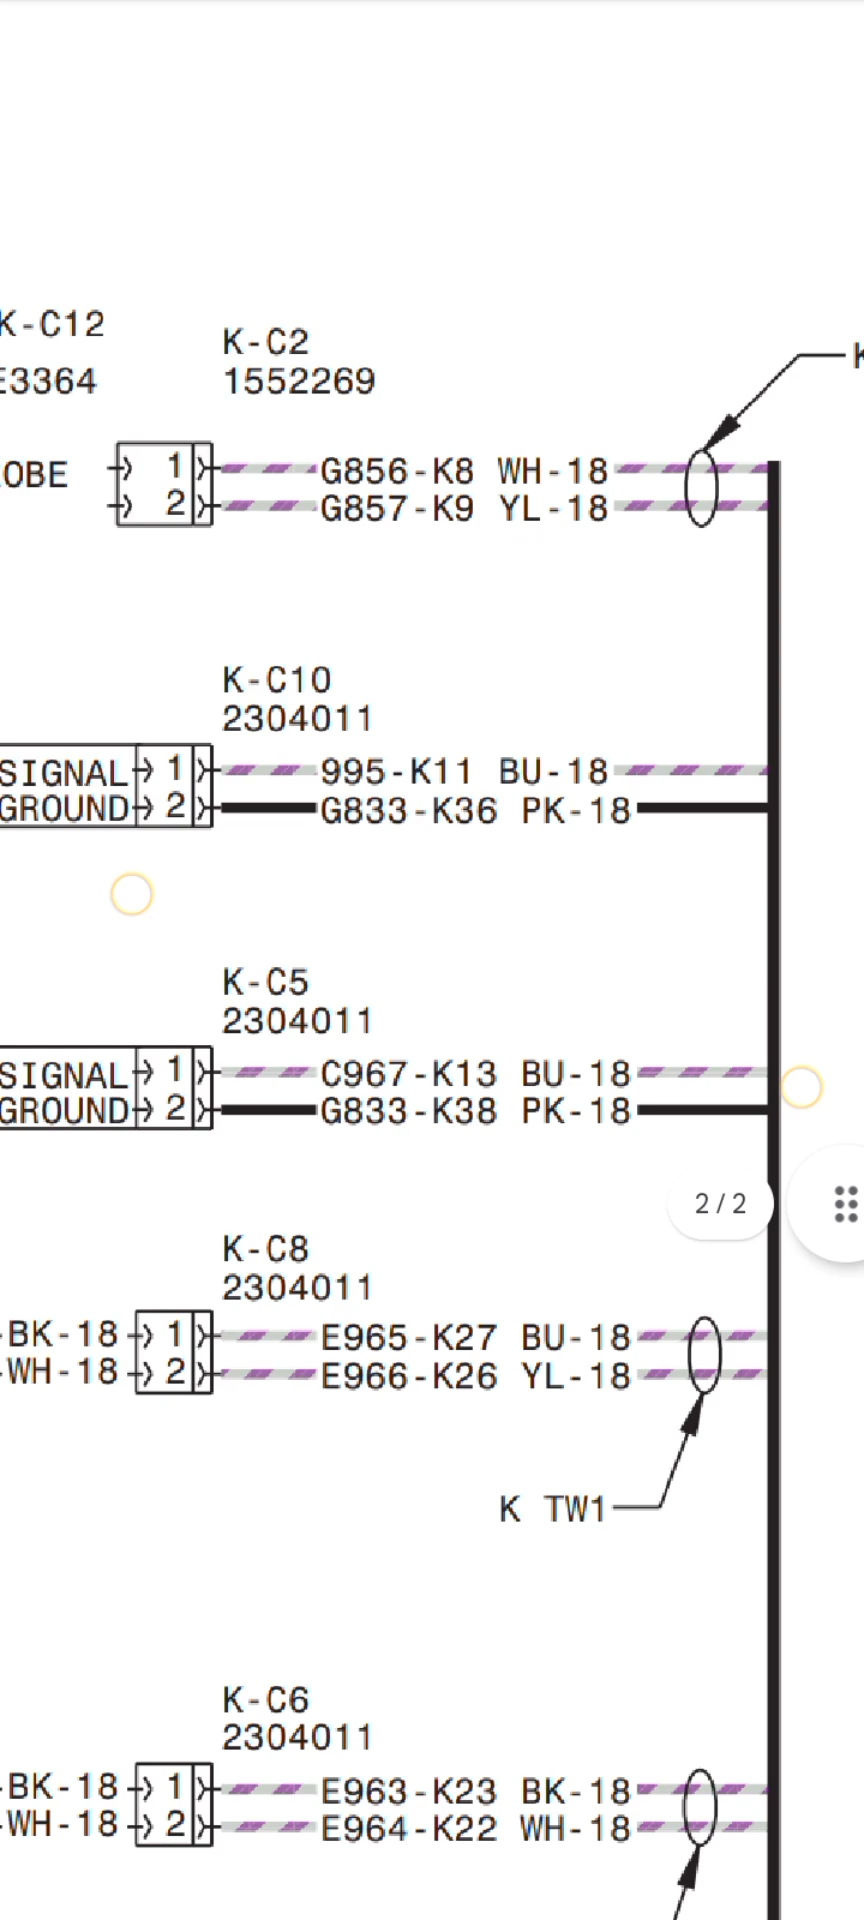 K-C12
E3364
K-C2
1552269
K
OBE
1
G856-K8 WH-18
2
G857-K9 YL-18
K-C10
2304011
SIGNAL 1
995-K11 BU-18
GROUND 2
G833-K36 PK-18
K-C5
2304011
SIGNAL 1
C967-K13 BU-18
GROUND 2
G833-K38 PK-18
2/2
K-C8
2304011
-BK-18 1
E965-K27 BU-18
-WH-18 2
E966-K26 YL-18
K TW1
K-C6
2304011
-BK-18 1
E963-K23 BK-18
-WH-18 2
E964-K22 WH-18